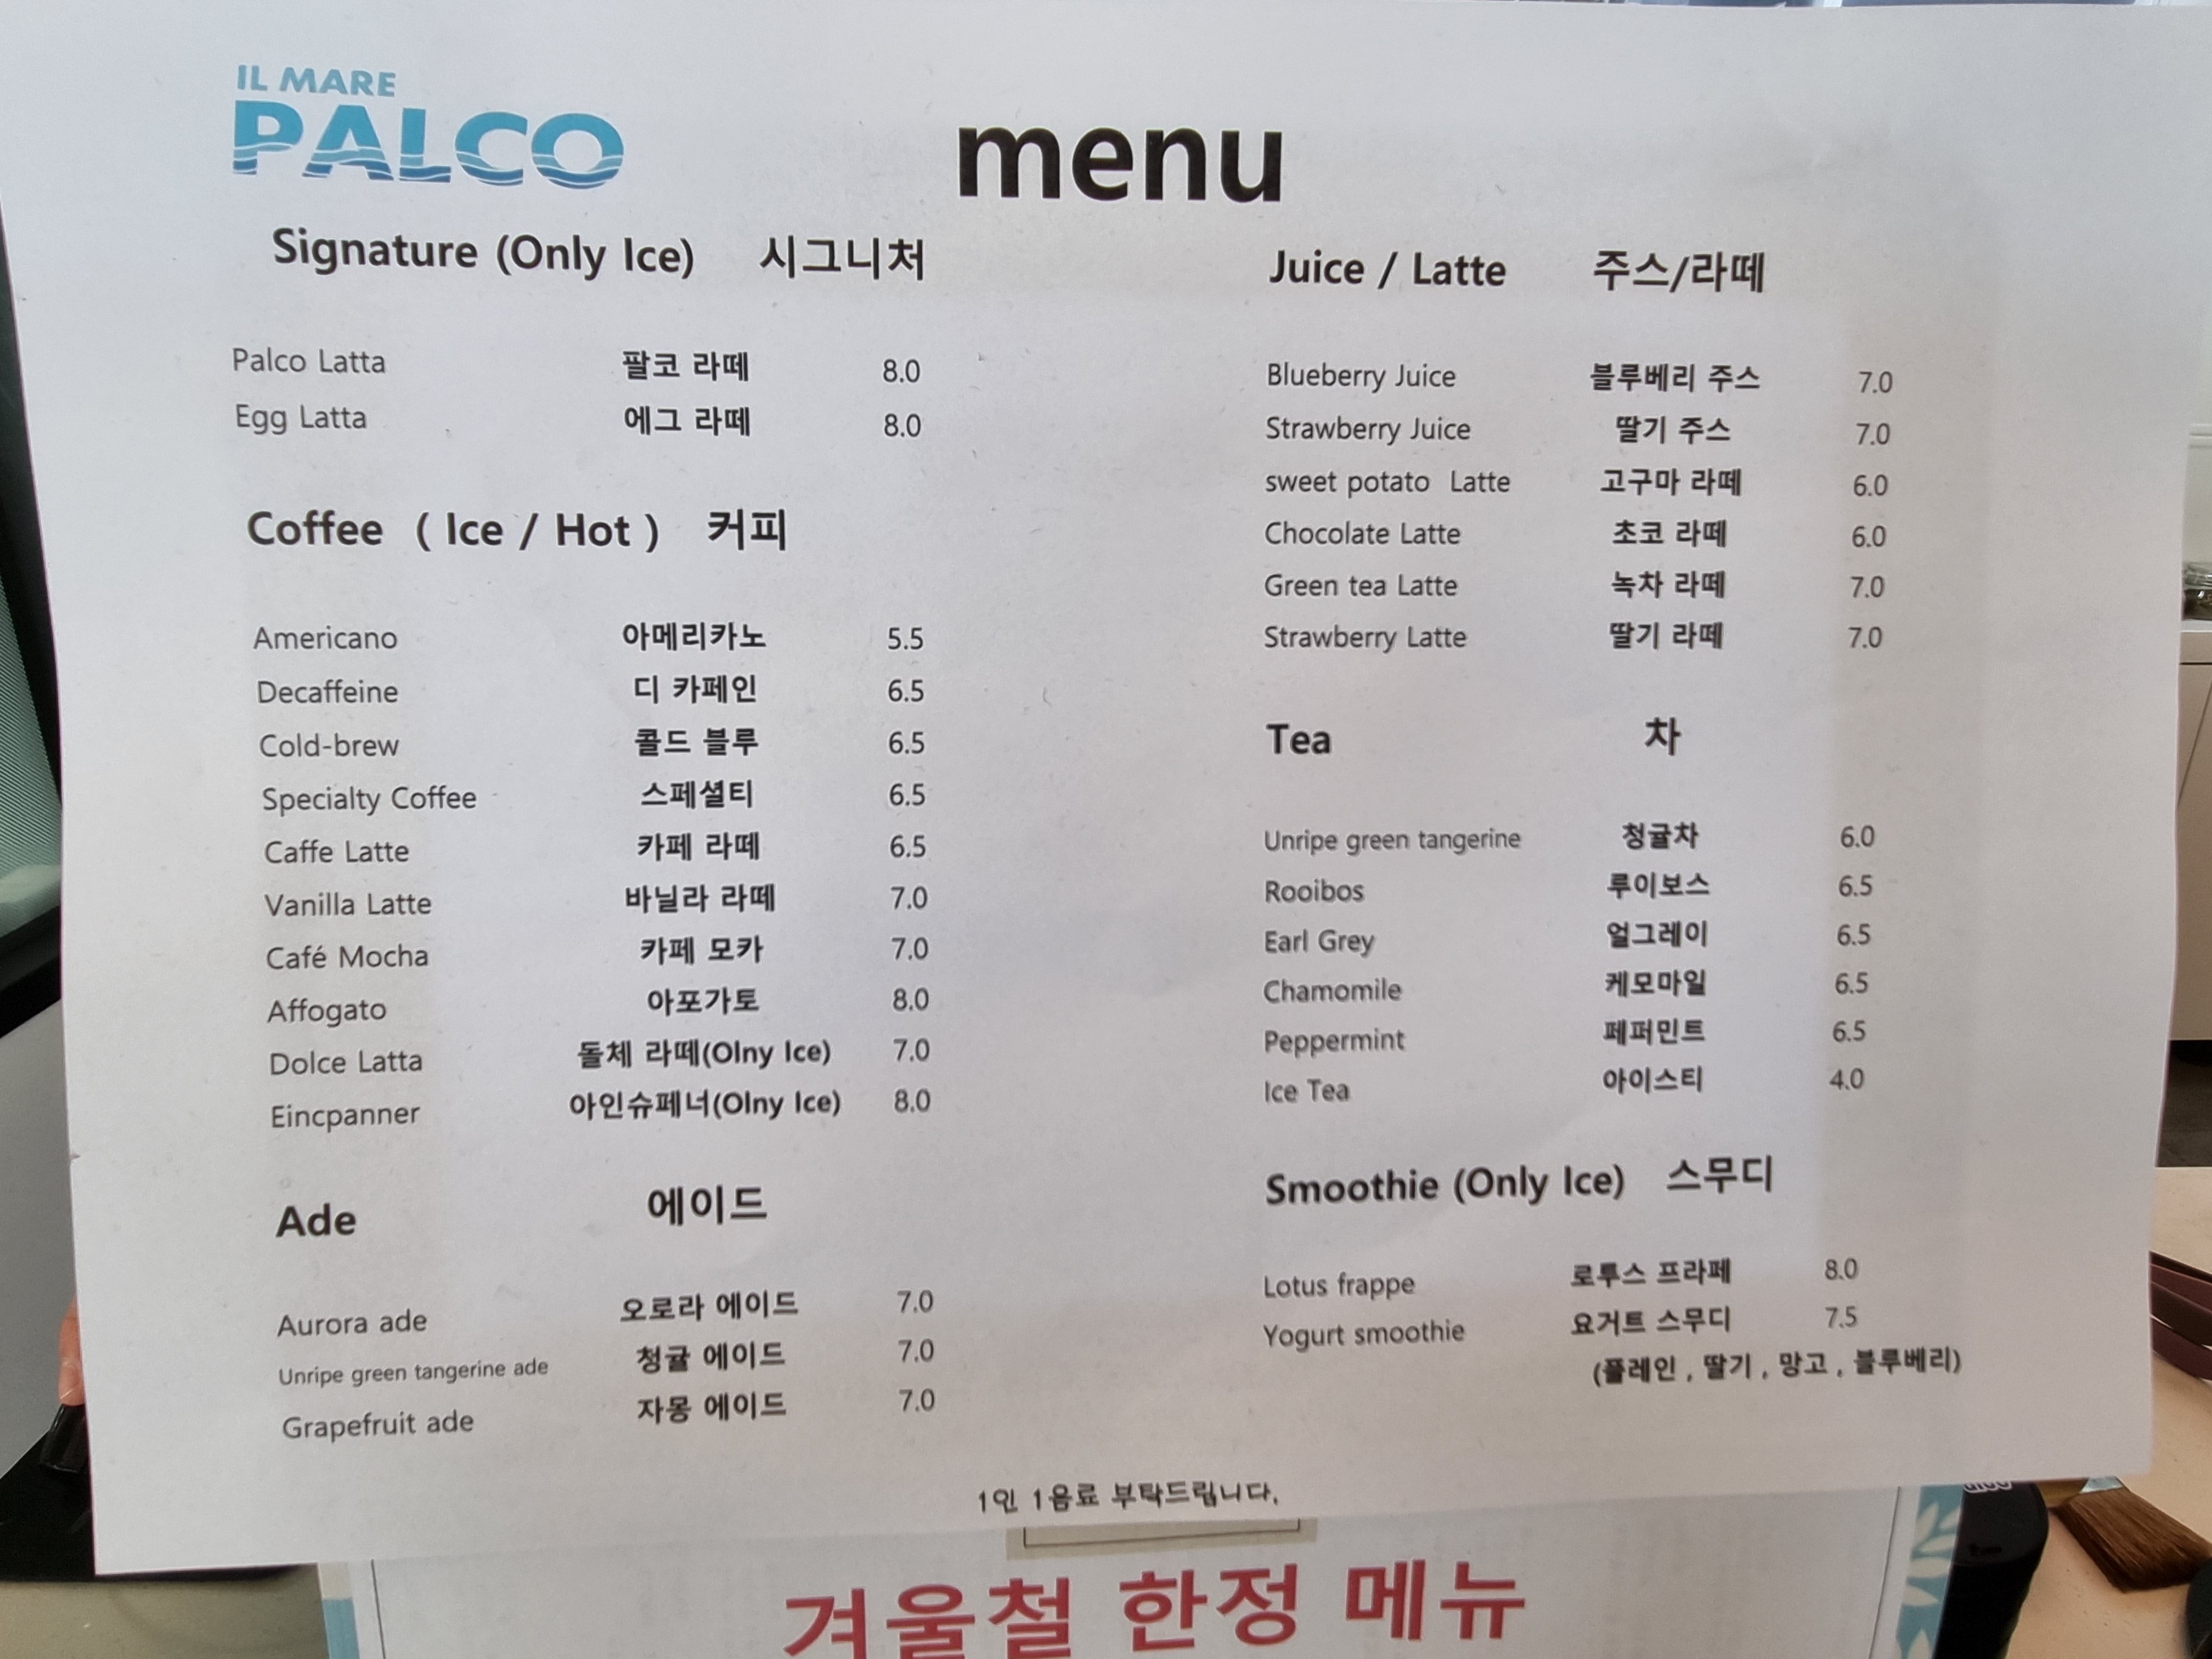 IL MARE
PALCO
menu
Signature (Only Ice) 시그니처
Palco Latta 팔코 라떼 8.0
Egg Latta 에그 라떼 8.0
Coffee ( Ice / Hot ) 커피
Americano 아메리카노 5.5
Decaffeine 디 카페인 6.5
Cold-brew 콜드 블루 6.5
Specialty Coffee 스페셜티 6.5
Caffe Latte 카페 라떼 6.5
Vanilla Latte 바닐라 라떼 7.0
Café Mocha 카페 모카 7.0
Affogato 아포가토 8.0
Dolce Latta 돌체 라떼(Olny Ice) 7.0
Eincpanner 아인슈페너(Olny Ice) 8.0
Ade 에이드
Aurora ade 오로라 에이드 7.0
Unripe green tangerine ade 청귤 에이드 7.0
Grapefruit ade 자몽 에이드 7.0
Juice / Latte 주스/라떼
Blueberry Juice 블루베리 주스 7.0
Strawberry Juice 딸기 주스 7.0
sweet potato Latte 고구마 라떼 6.0
Chocolate Latte 초코 라떼 6.0
Green tea Latte 녹차 라떼 7.0
Strawberry Latte 딸기 라떼 7.0
Tea 차
Unripe green tangerine 청귤차 6.0
Rooibos 루이보스 6.5
Earl Grey 얼그레이 6.5
Chamomile 케모마일 6.5
Peppermint 페퍼민트 6.5
Ice Tea 아이스티 4.0
Smoothie (Only Ice) 스무디
Lotus frappe 로투스 프라페 8.0
Yogurt smoothie 요거트 스무디 7.5
(플레인 , 딸기 , 망고 , 블루베리)
1인 1음료 부탁드립니다.
겨울철 한정 메뉴